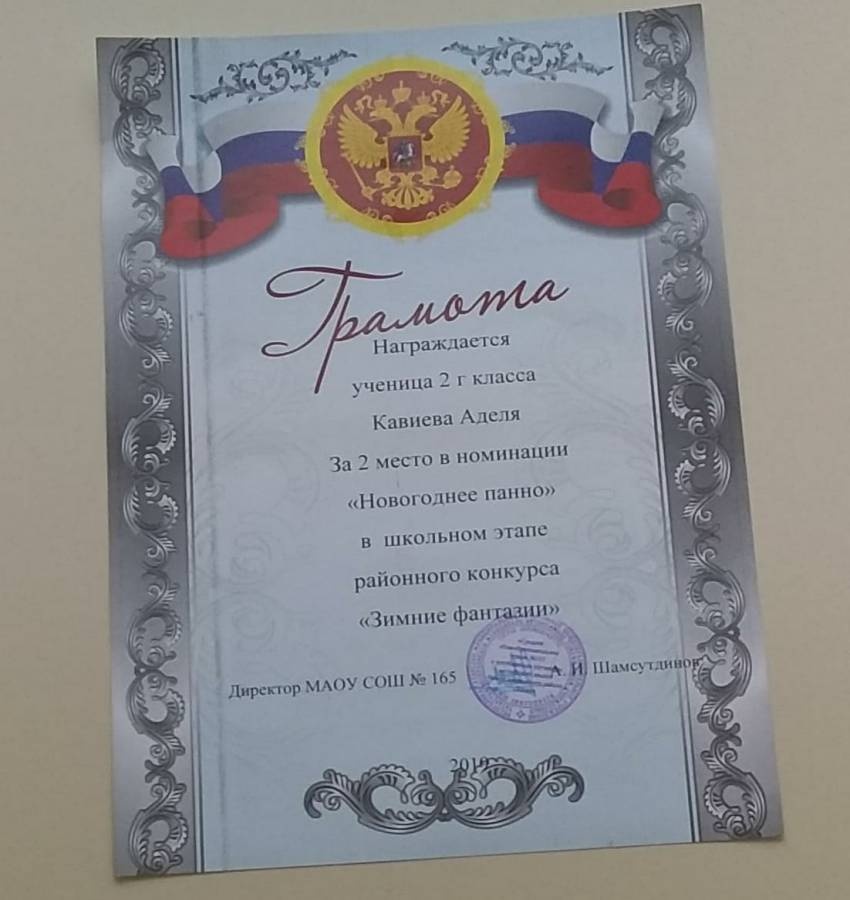 Грамота
Награждается
ученица 2 г класса
Кавиева Аделя
За 2 место в номинации
«Новогоднее панно»
в школьном этапе
районного конкурса
«Зимние фантазии»
Директор МАОУ СОШ № 165 А. И. Шамсутдинов
2019